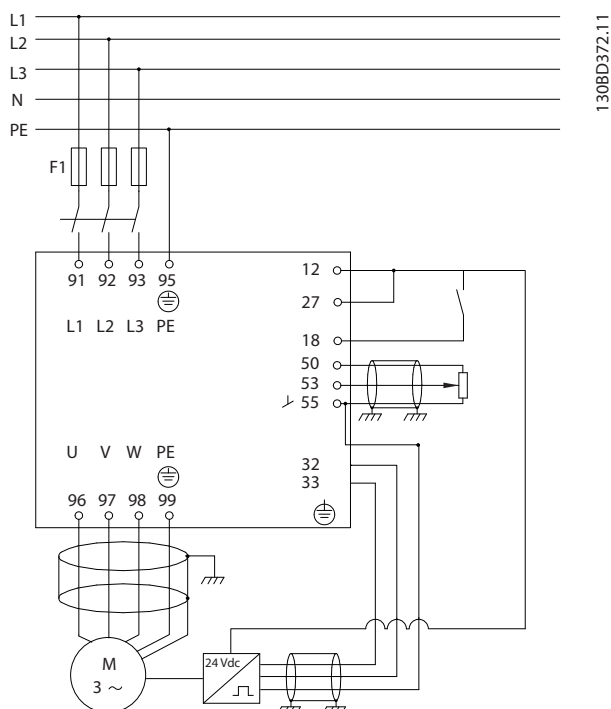 L1
L2
L3
N
PE
130BD372.11
F1
91 92 93 95
L1 L2 L3 PE
12
27
18
50
53
55
U V W PE
32
33
96 97 98 99
M
3 ~
24 Vdc